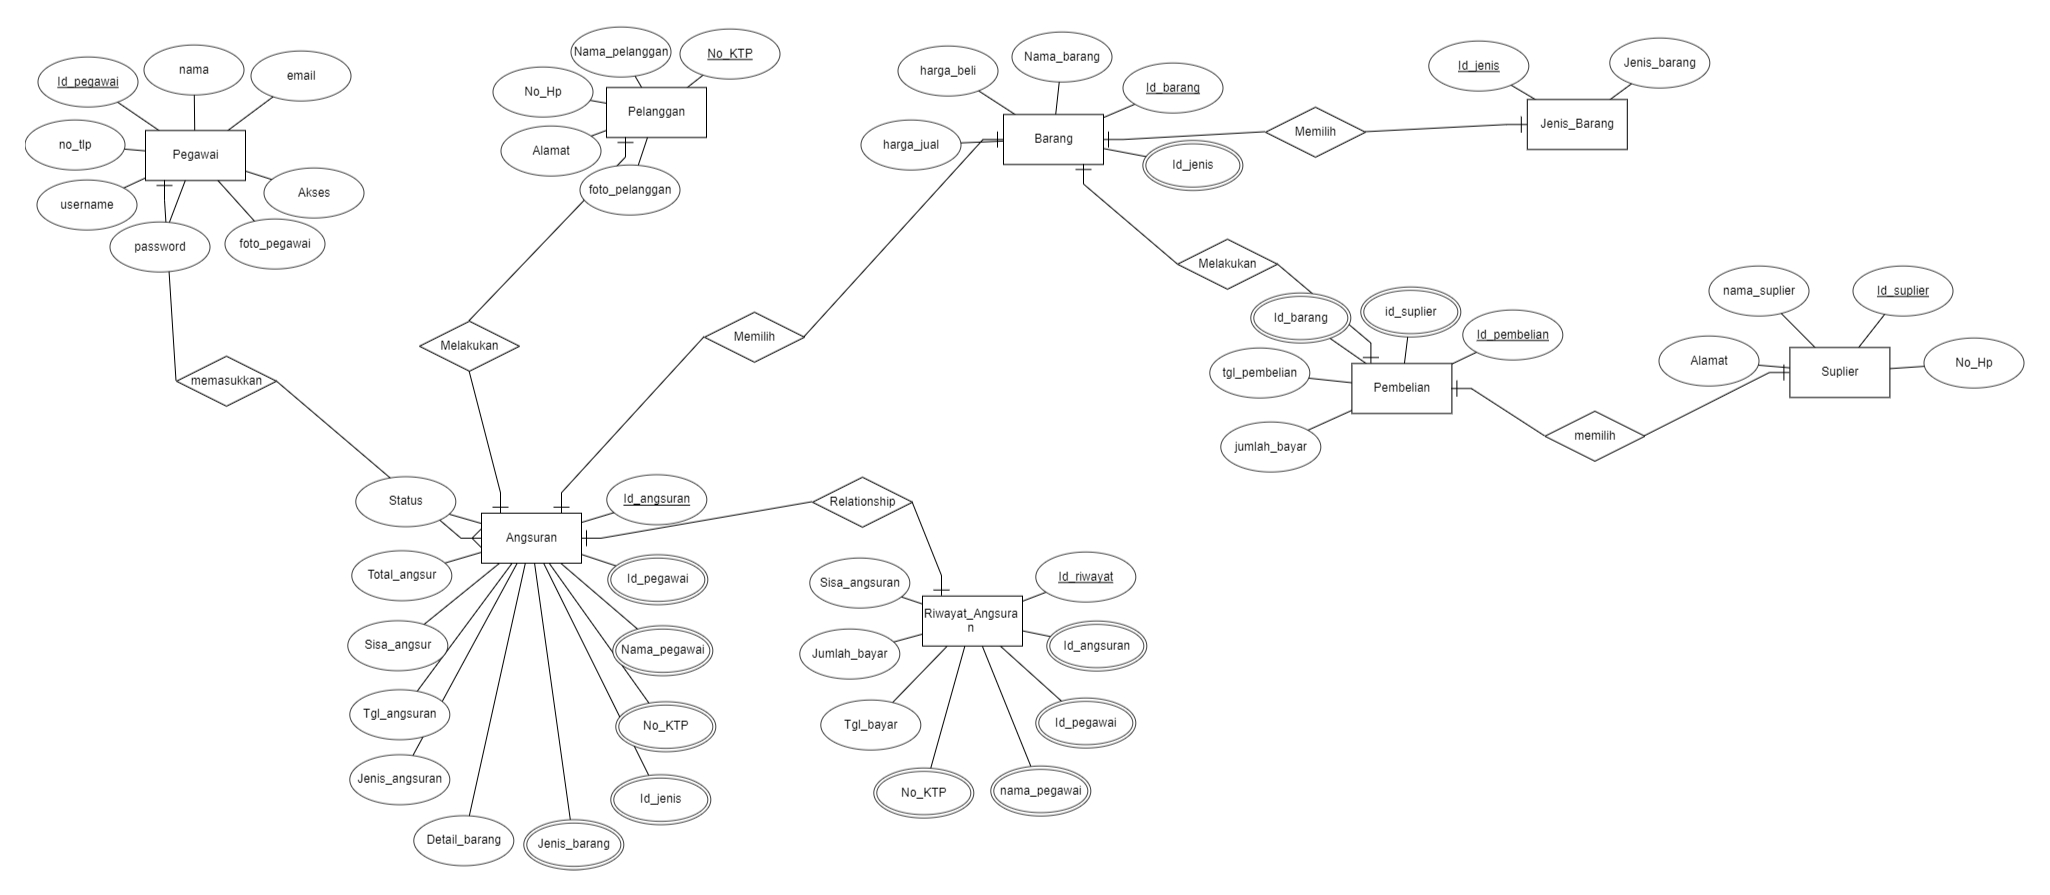 Id_pegawai
nama
email
no_tlp
Pegawai
username
Akses
password
foto_pegawai
Nama_pelanggan
No_KTP
No_Hp
Pelanggan
Alamat
foto_pelanggan
harga_beli
Nama_barang
Id_barang
harga_jual
Barang
Id_jenis
Memilih
Id_jenis
Jenis_barang
Jenis_Barang
Melakukan
Id_barang
id_suplier
Id_pembelian
tgl_pembelian
Pembelian
jumlah_bayar
memilih
nama_suplier
Id_suplier
Alamat
Suplier
No_Hp
memasukkan
Melakukan
Memilih
Status
Angsuran
Id_angsuran
Relationship
Total_angsur
Id_pegawai
Sisa_angsur
Nama_pegawai
Tgl_angsuran
No_KTP
Jenis_angsuran
Id_jenis
Detail_barang
Jenis_barang
Sisa_angsuran
Id_riwayat
Riwayat_Angsura
n
Jumlah_bayar
Id_angsuran
Tgl_bayar
Id_pegawai
No_KTP
nama_pegawai